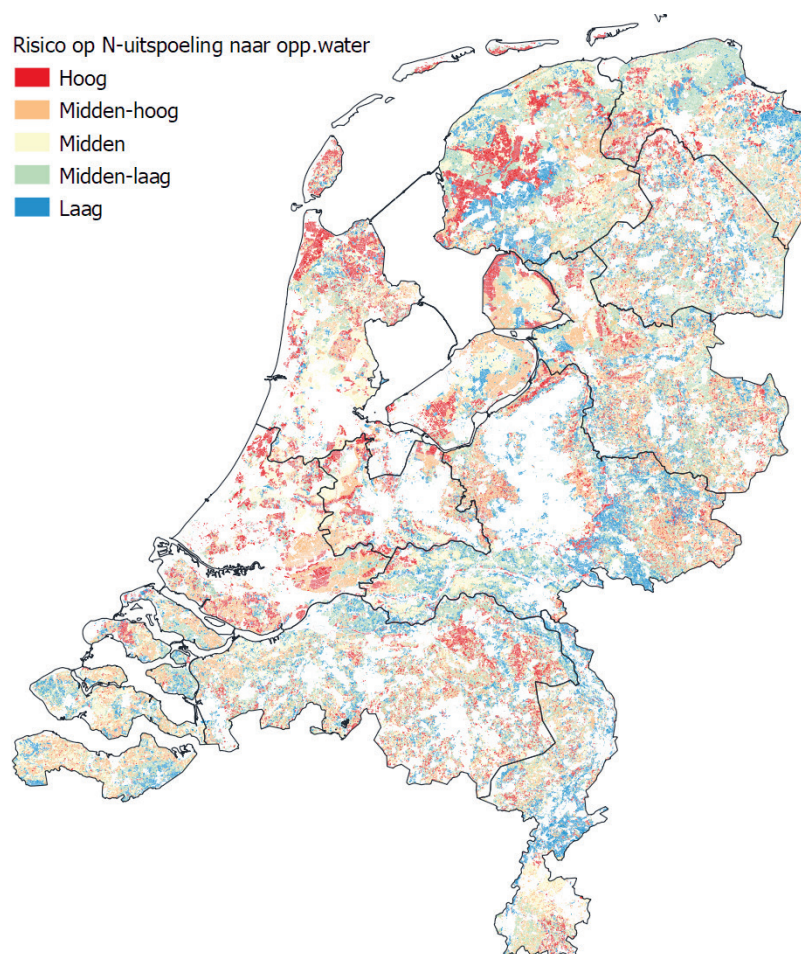 Risico op N-uitspoeling naar opp.water
Hoog
Midden-hoog
Midden
Midden-laag
Laag